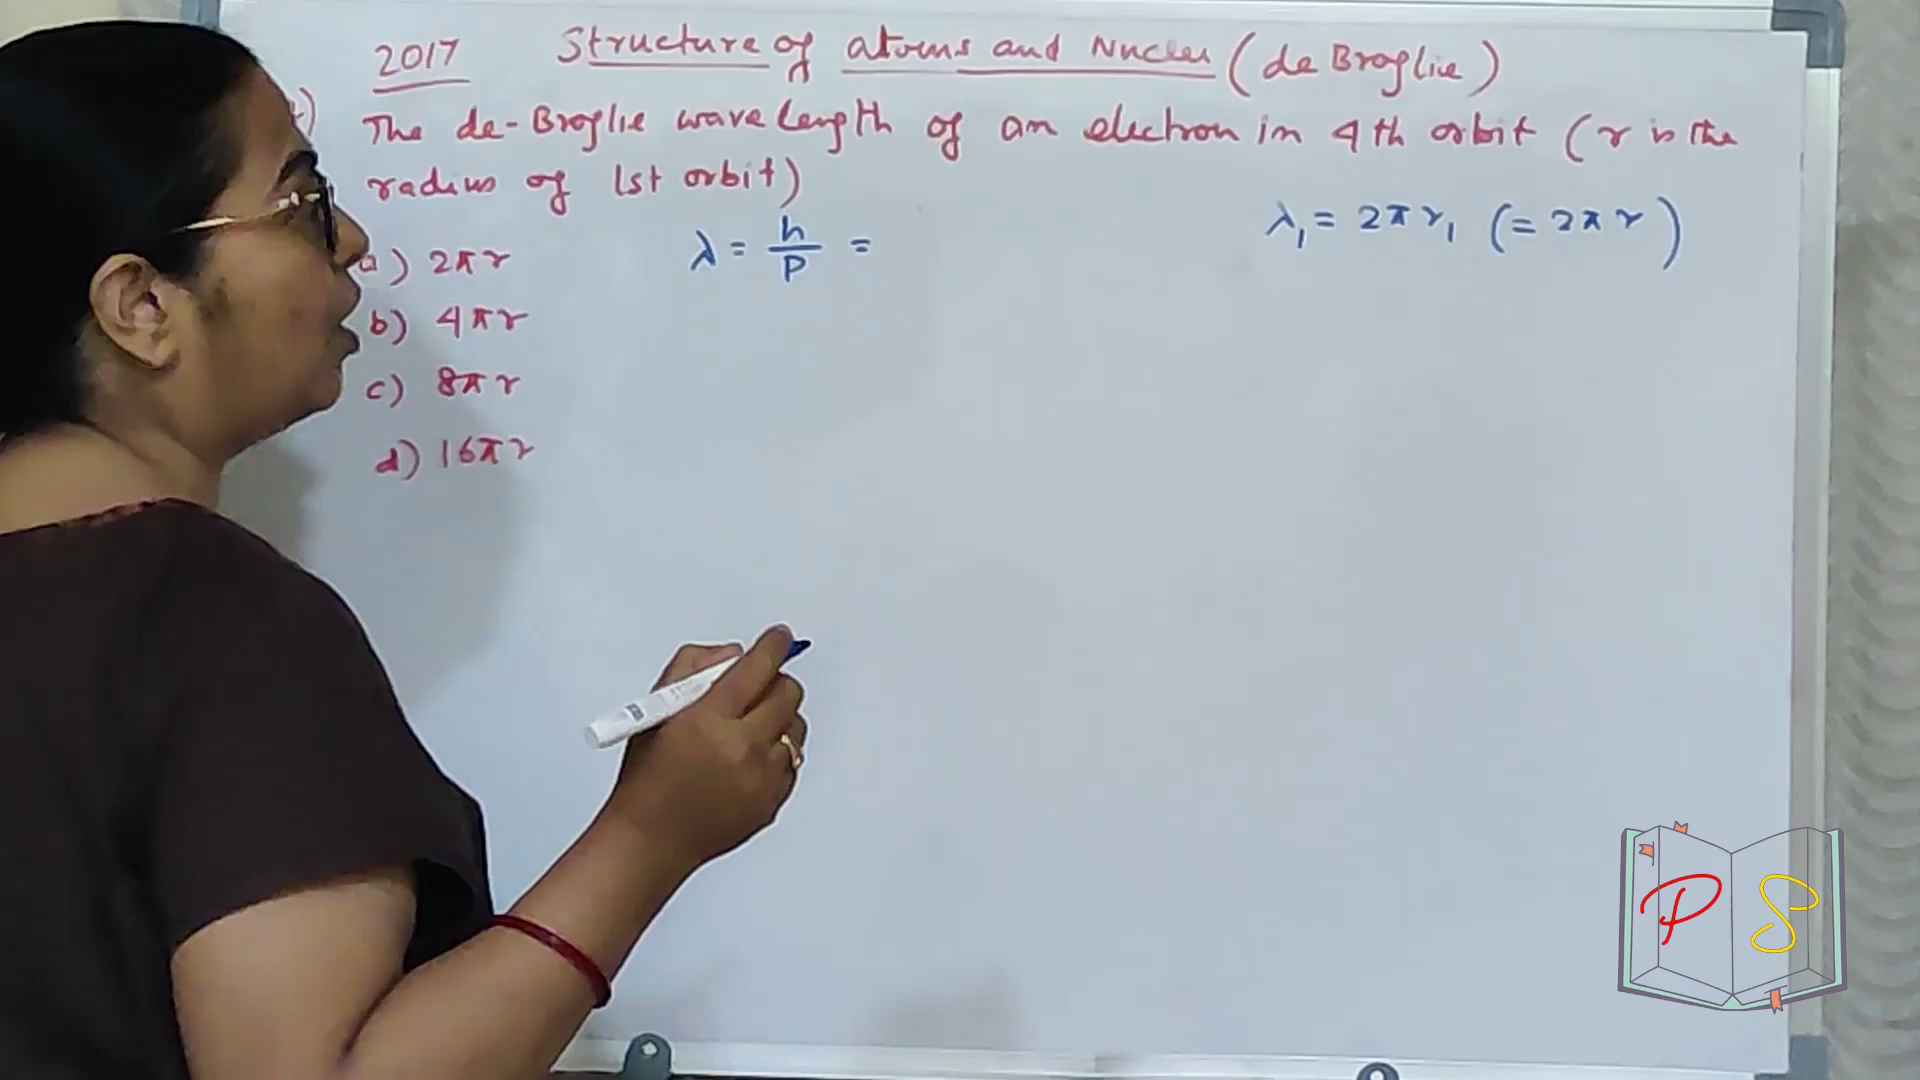 2017 Structure of atoms and Nuclei (de Broglie)
The de-Broglie wavelength of an electron in 4th orbit (r is the
radius of 1st orbit)
λ₁ = 2πr₁ (= 2πr)
λ = h/P =
a) 2πr
b) 4πr
c) 8πr
d) 16πr
P S